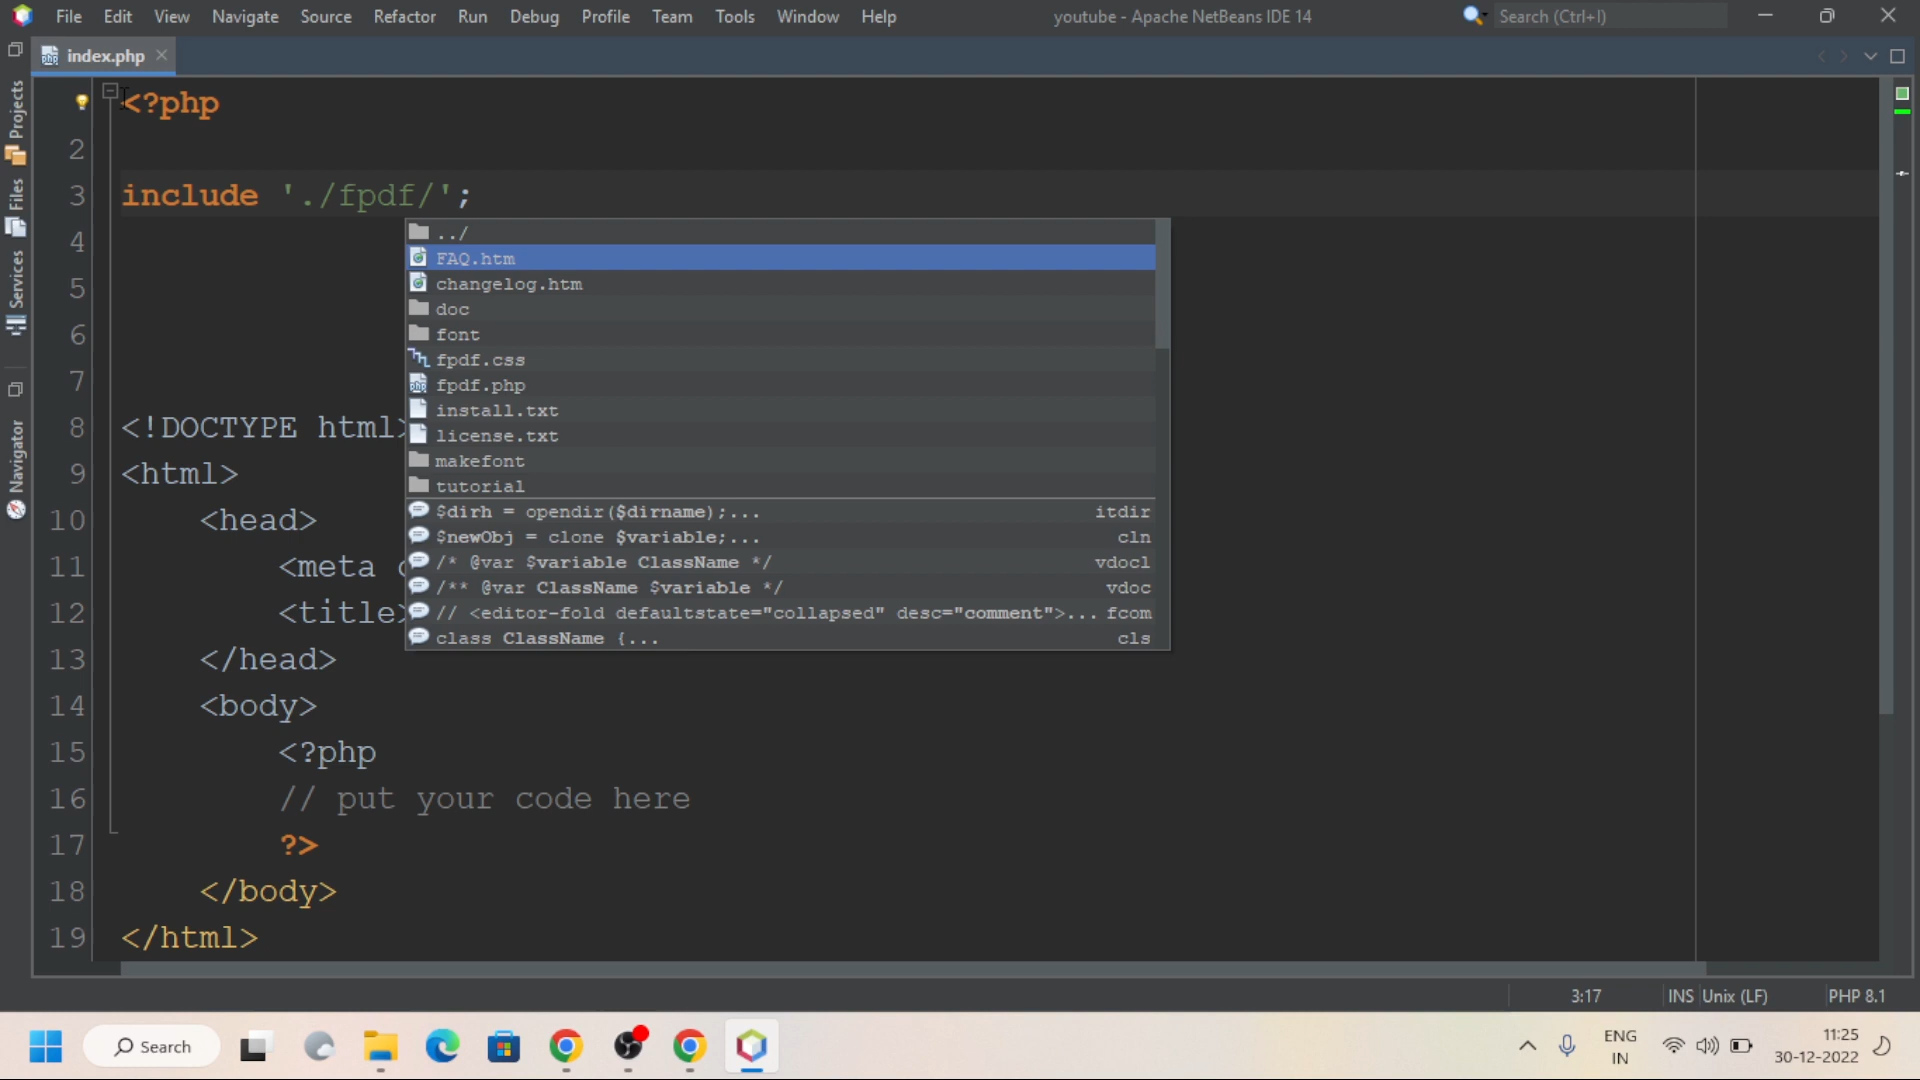 File Edit View Navigate Source Refactor Run Debug Profile Team Tools Window Help youtube - Apache NetBeans IDE 14 Search (Ctrl+I)
index.php
Projects
Files
Services
Navigator
<?php
2
3 include './fpdf/';
4
5
6
7
../
FAQ.htm
changelog.htm
doc
font
fpdf.css
fpdf.php
install.txt
license.txt
makefont
tutorial
$dirh = opendir($dirname);... itdir
$newObj = clone $variable;... cln
/* @var $variable ClassName */ vdocl
/** @var ClassName $variable */ vdoc
// <editor-fold defaultstate="collapsed" desc="comment">... fcom
class ClassName {... cls
8 <!DOCTYPE html>
9 <html>
10 <head>
11 <meta
12 <title>
13 </head>
14 <body>
15 <?php
16 // put your code here
17 ?>
18 </body>
19 </html>
3:17 INS Unix (LF) PHP 8.1
Search
ENG
IN
11:25
30-12-2022